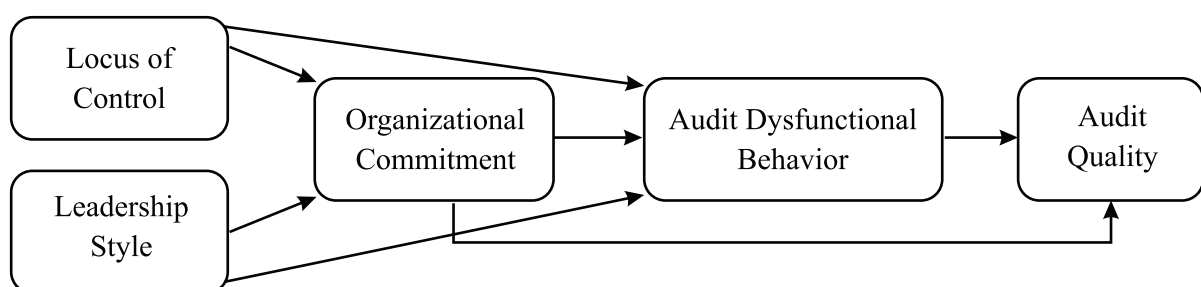 Locus of
Control
Leadership
Style
Organizational
Commitment
Audit Dysfunctional
Behavior
Audit
Quality